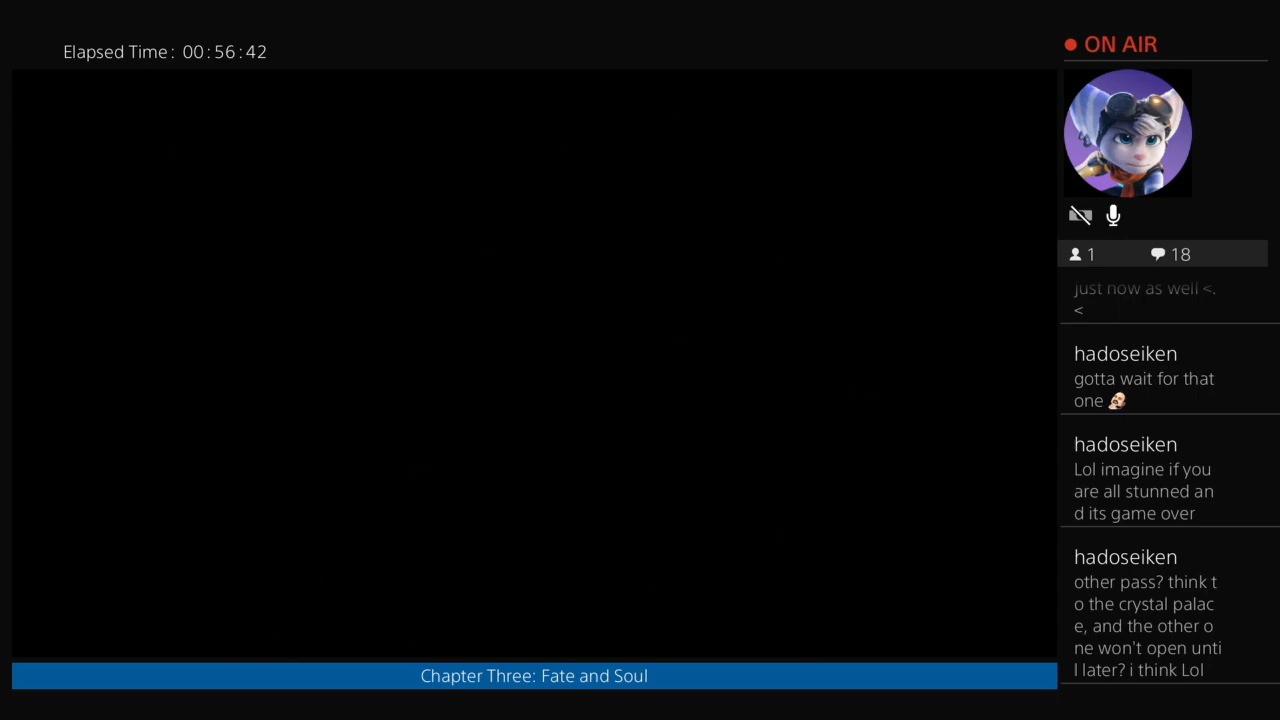 Elapsed Time: 00:56:42
ON AIR
1 18
just now as well <.
<
hadoseiken
gotta wait for that
one
hadoseiken
Lol imagine if you
are all stunned an
d its game over
hadoseiken
other pass? think t
o the crystal palac
e, and the other o
ne won't open unti
l later? i think Lol
Chapter Three: Fate and Soul